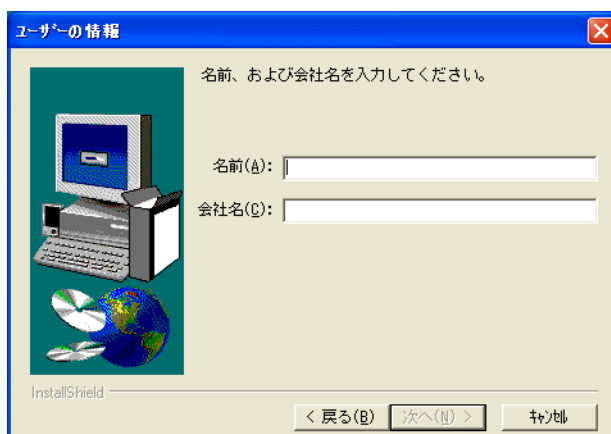 ﾕｰｻﾞｰの情報
名前、および会社名を入力してください。
名前(A):
会社名(C):
InstallShield
< 戻る(B)
次へ(N) >
ｷｬﾝｾﾙ